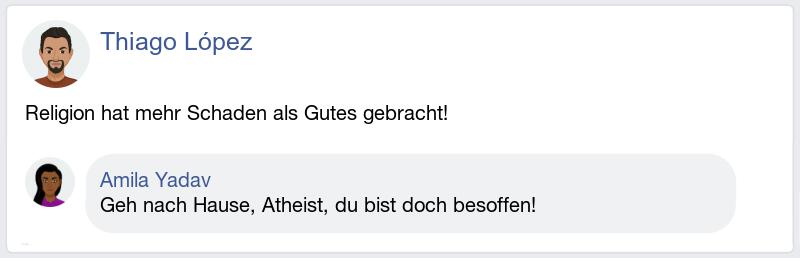 Thiago López
Religion hat mehr Schaden als Gutes gebracht!
Amila Yadav
Geh nach Hause, Atheist, du bist doch besoffen!